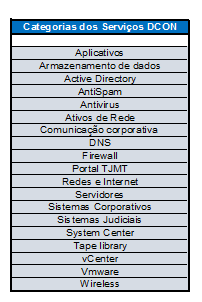 Categorias dos Serviços DCON
Aplicativos
Armazenamento de dados
Active Directory
AntiSpam
Antivirus
Ativos de Rede
Comunicação corporativa
DNS
Firewall
Portal TJMT
Redes e Internet
Servidores
Sistemas Corporativos
Sistemas Judiciais
System Center
Tape library
vCenter
Vmware
Wireless